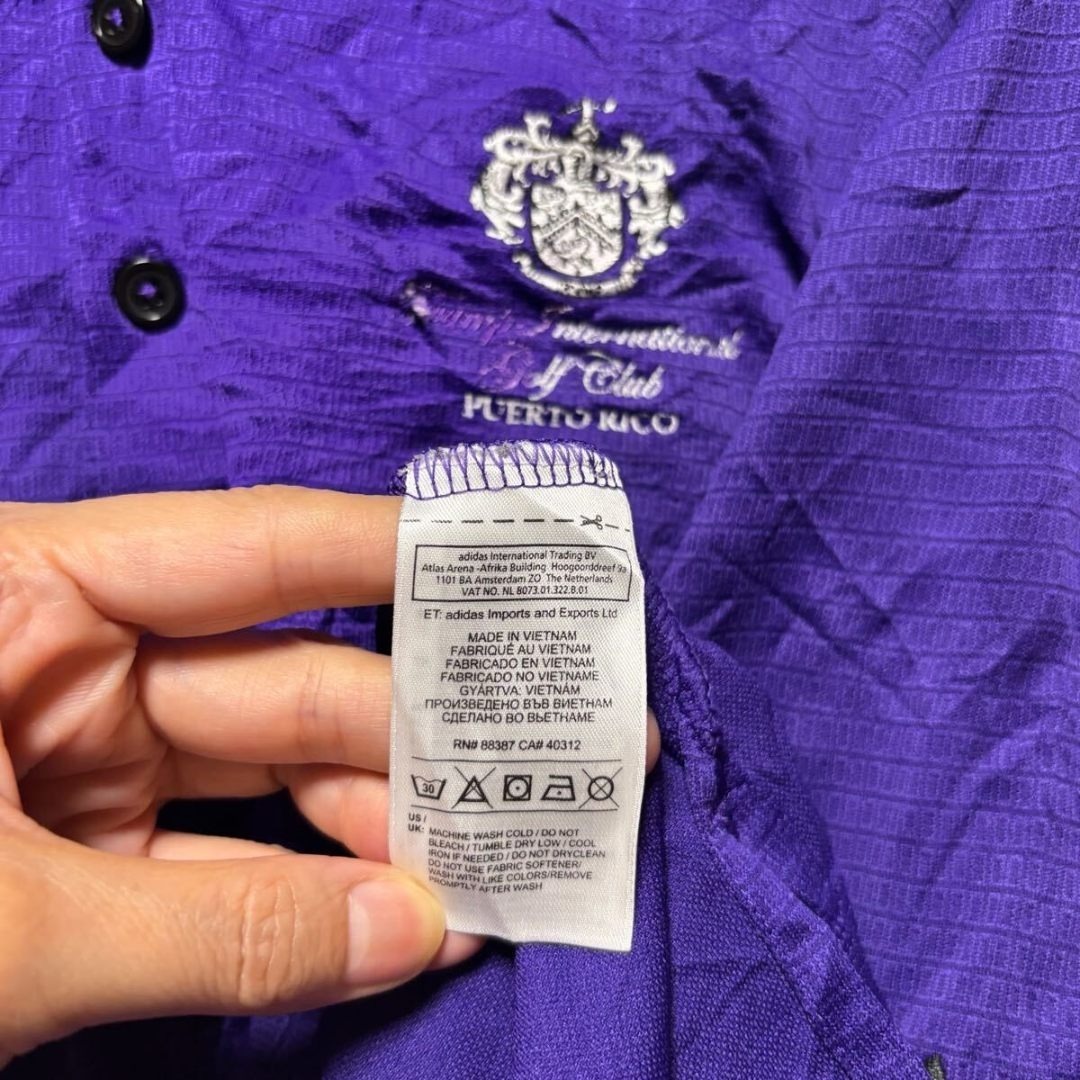 Trump International
Golf Club
PUERTO RICO
adidas International Trading BV
Atlas Arena -Afrika Building Hoogoorddreef 9a
1101 BA Amsterdam ZO The Netherlands
VAT NO. NL 8073.01.322.B.01
ET: adidas Imports and Exports Ltd
MADE IN VIETNAM
FABRIQUÉ AU VIETNAM
FABRICADO EN VIETNAM
FABRICADO NO VIETNAME
GYÁRTVA: VIETNÁM
ПРОИЗВЕДЕНО ВЪВ ВИЕТНАМ
СДЕЛАНО ВО ВЬЕТНАМЕ
RN# 88387 CA# 40312
30
US /
UK: MACHINE WASH COLD / DO NOT
BLEACH / TUMBLE DRY LOW / COOL
IRON IF NEEDED / DO NOT DRYCLEAN
DO NOT USE FABRIC SOFTENER/
WASH WITH LIKE COLORS/REMOVE
PROMPTLY AFTER WASH